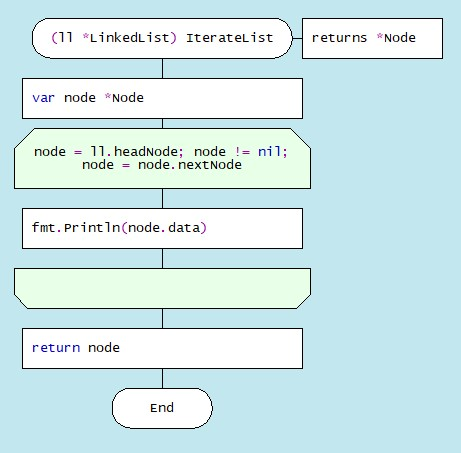 (ll *LinkedList) IterateList
returns *Node
var node *Node
node = ll.headNode; node != nil;
node = node.nextNode
fmt.Println(node.data)
return node
End